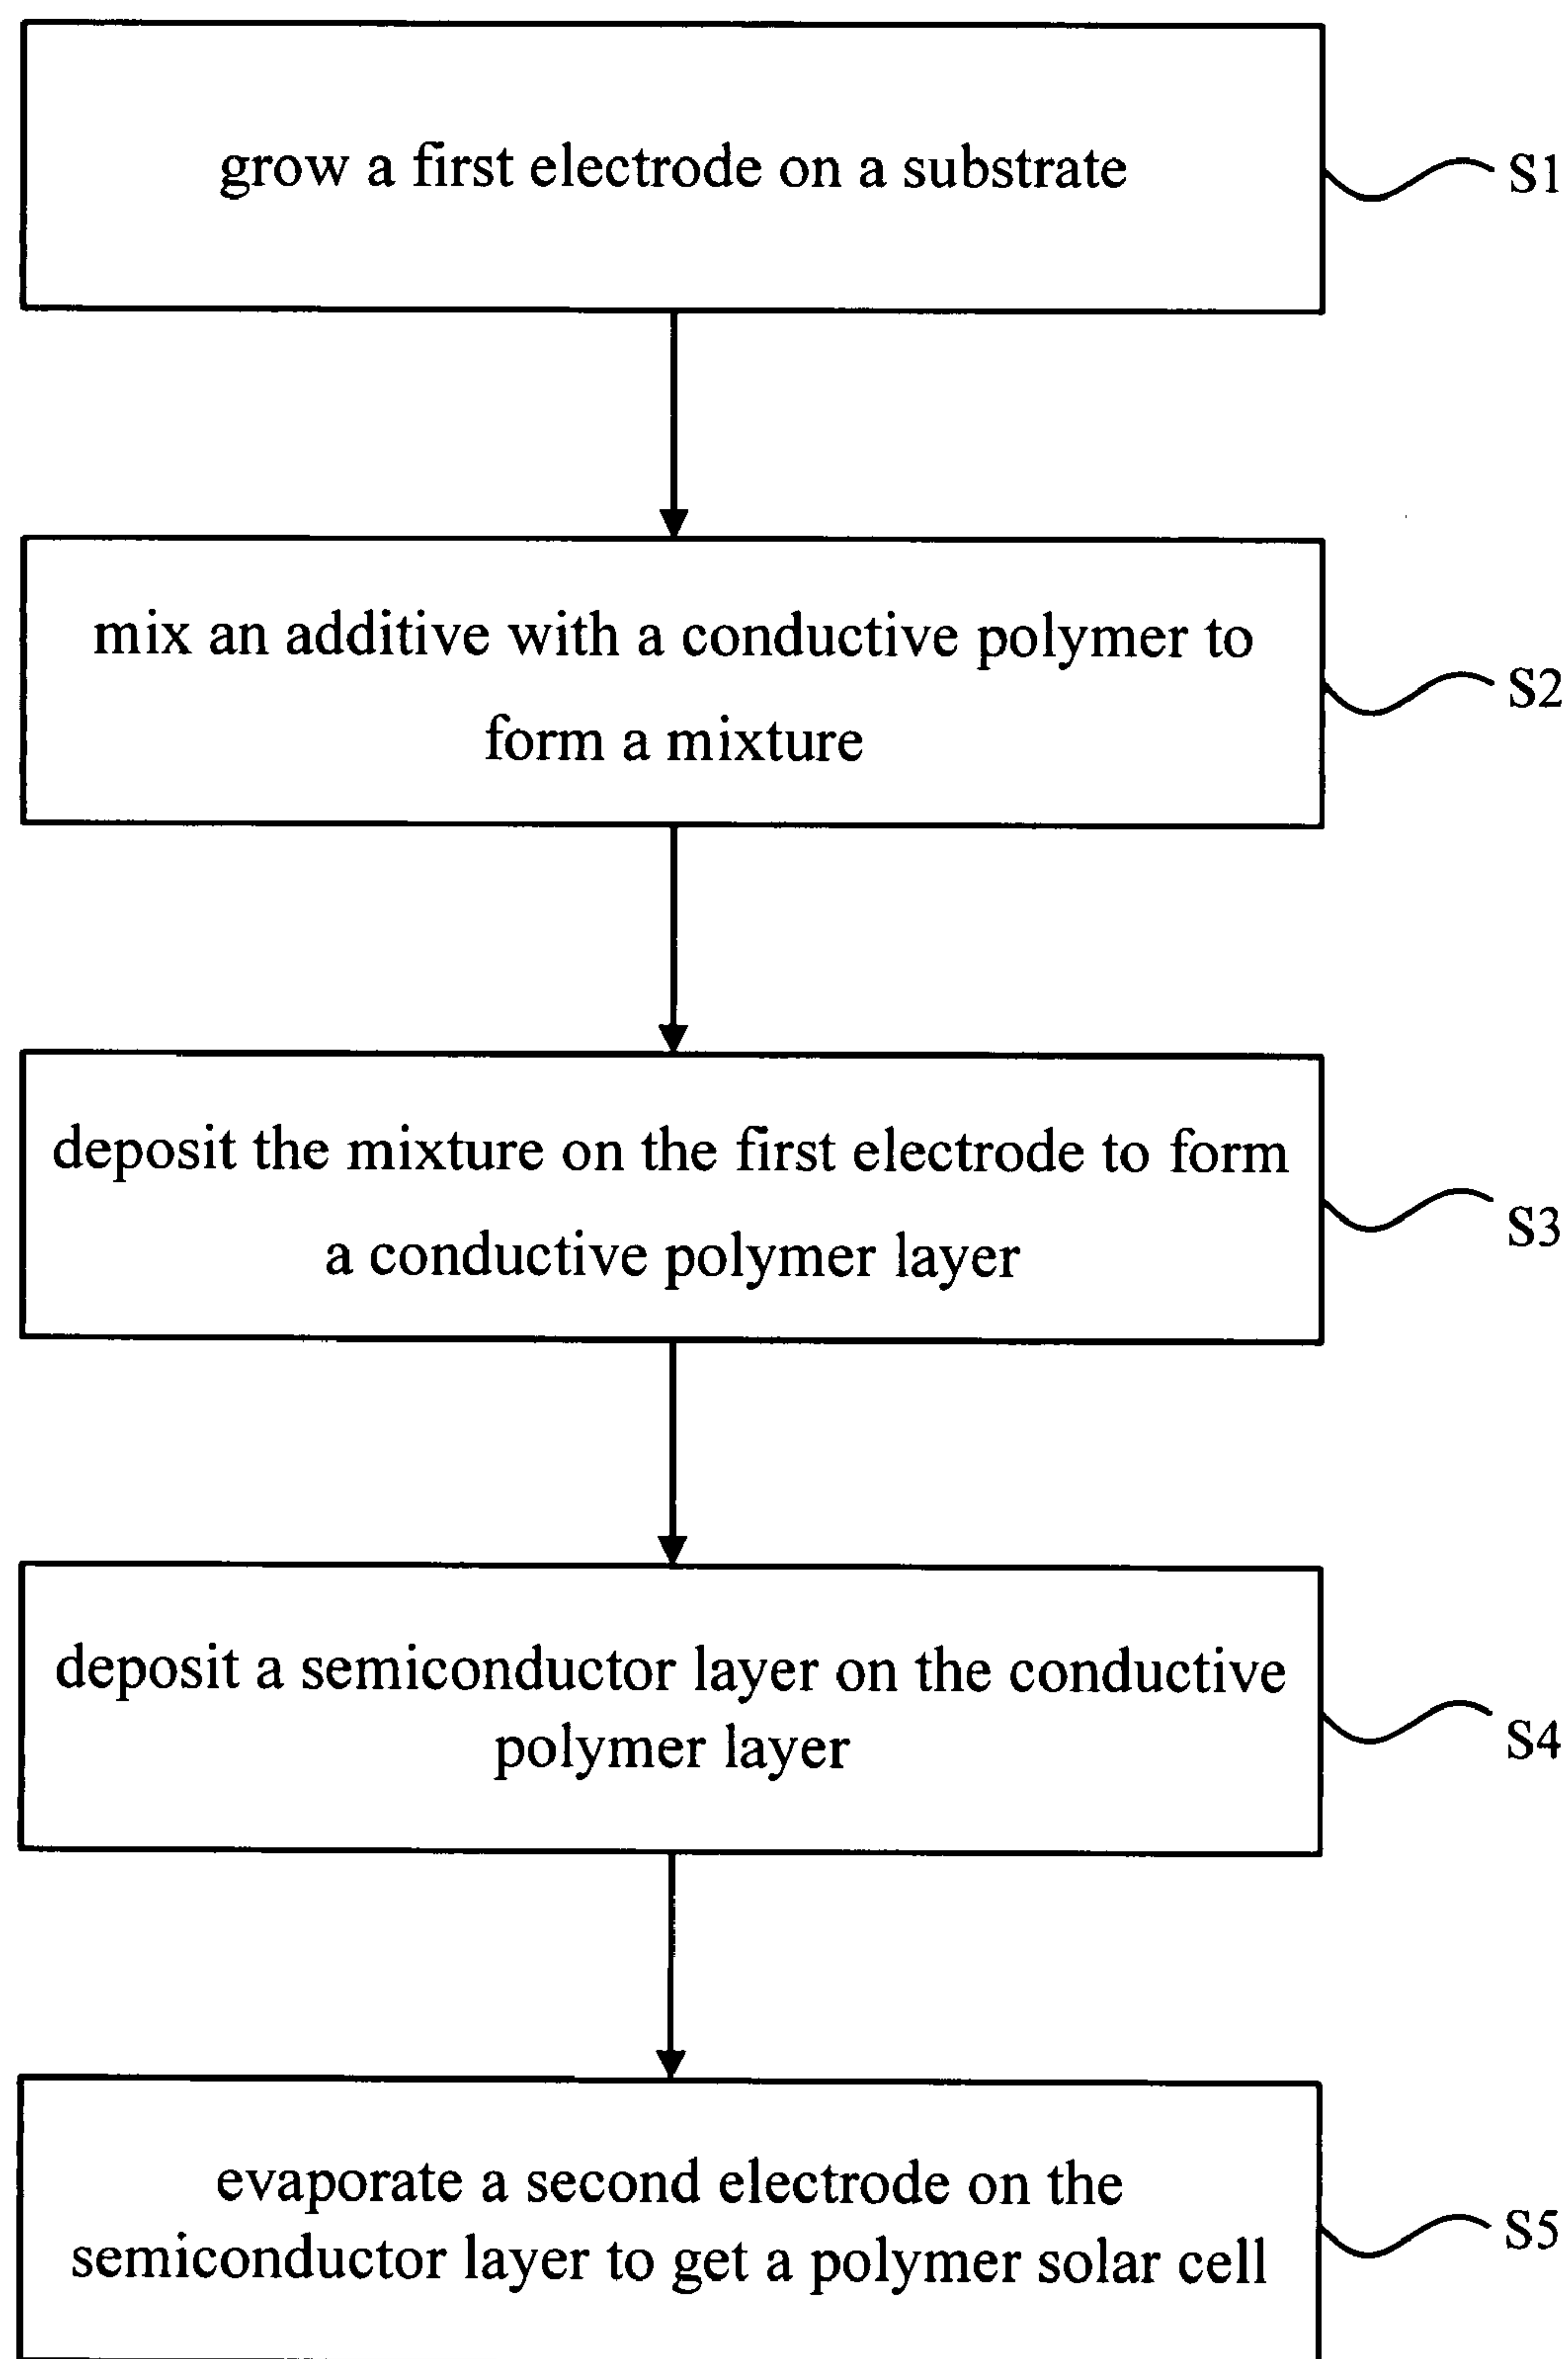 grow a first electrode on a substrate
S1
mix an additive with a conductive polymer to
form a mixture
S2
deposit the mixture on the first electrode to form
a conductive polymer layer
S3
deposit a semiconductor layer on the conductive
polymer layer
S4
evaporate a second electrode on the
semiconductor layer to get a polymer solar cell
S5